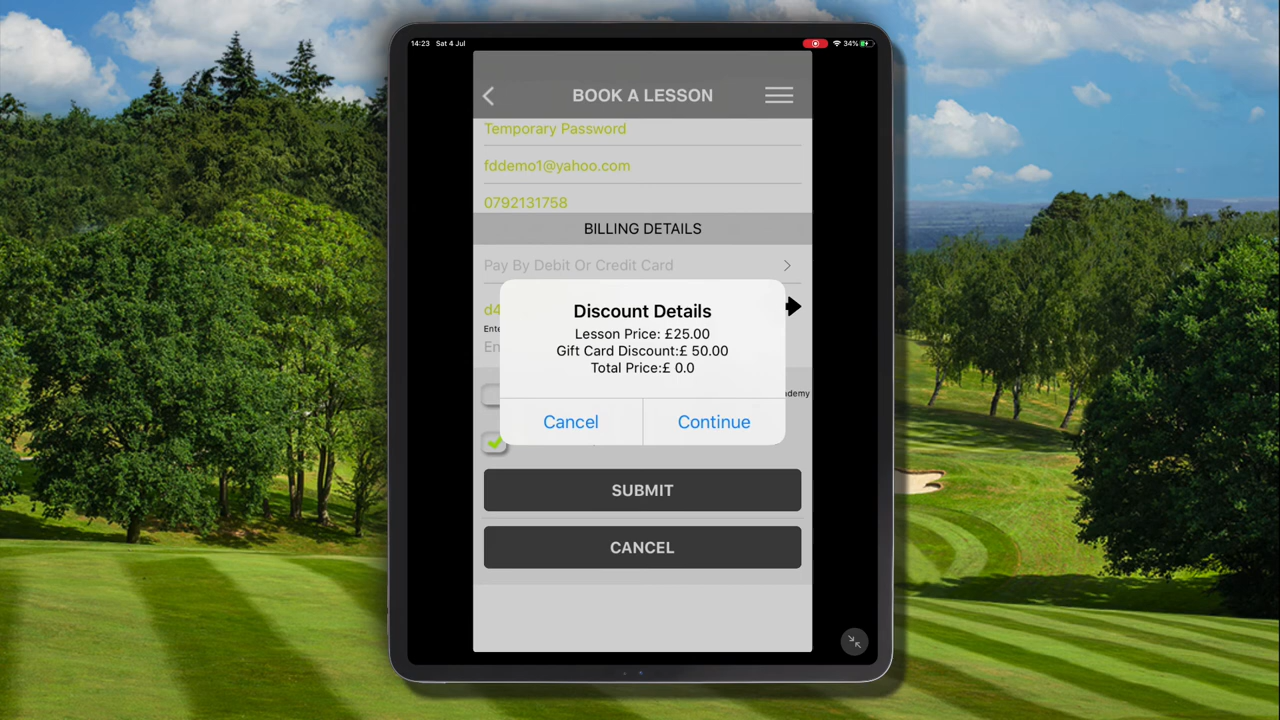 14:23 Sat 4 Jul
34%
BOOK A LESSON
Temporary Password
fddemo1@yahoo.com
0792131758
BILLING DETAILS
Pay By Debit Or Credit Card
Discount Details
Lesson Price: £25.00
Gift Card Discount:£ 50.00
Total Price:£ 0.0
Cancel
Continue
SUBMIT
CANCEL